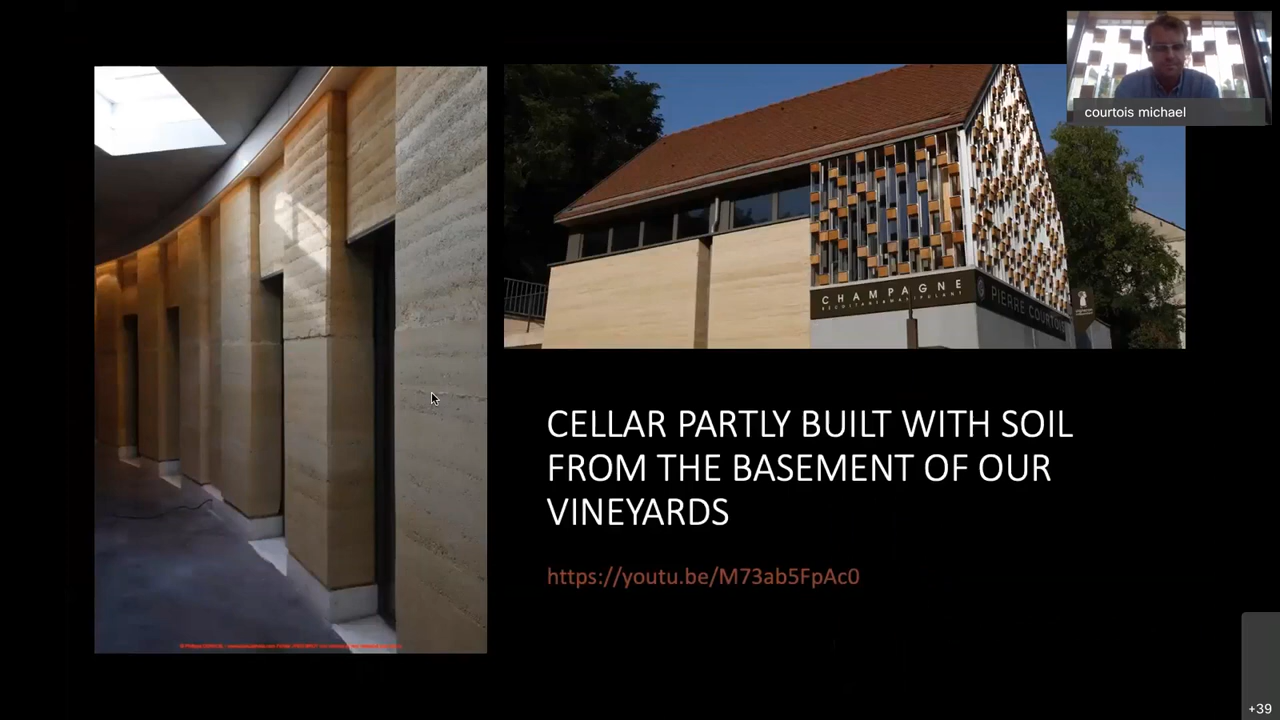 courtois michael
CHAMPAGNE
PIERRE COURTOIS
CELLAR PARTLY BUILT WITH SOIL
FROM THE BASEMENT OF OUR
VINEYARDS
https://youtu.be/M73ab5FpAc0
+39